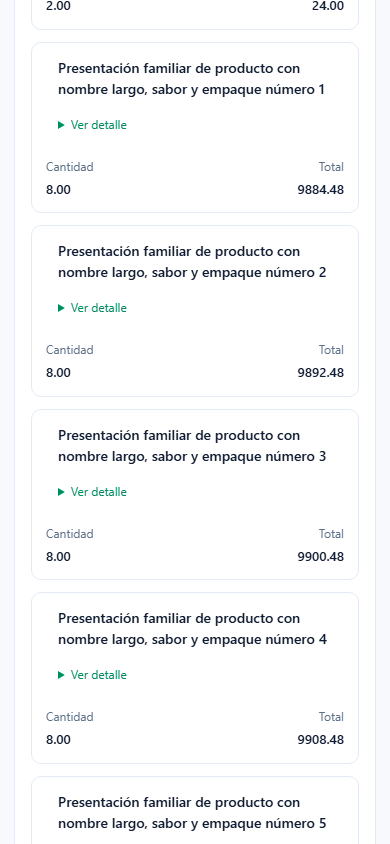 2.00 24.00
Presentación familiar de producto con
nombre largo, sabor y empaque número 1
Ver detalle
Cantidad Total
8.00 9884.48
Presentación familiar de producto con
nombre largo, sabor y empaque número 2
Ver detalle
Cantidad Total
8.00 9892.48
Presentación familiar de producto con
nombre largo, sabor y empaque número 3
Ver detalle
Cantidad Total
8.00 9900.48
Presentación familiar de producto con
nombre largo, sabor y empaque número 4
Ver detalle
Cantidad Total
8.00 9908.48
Presentación familiar de producto con
nombre largo, sabor y empaque número 5